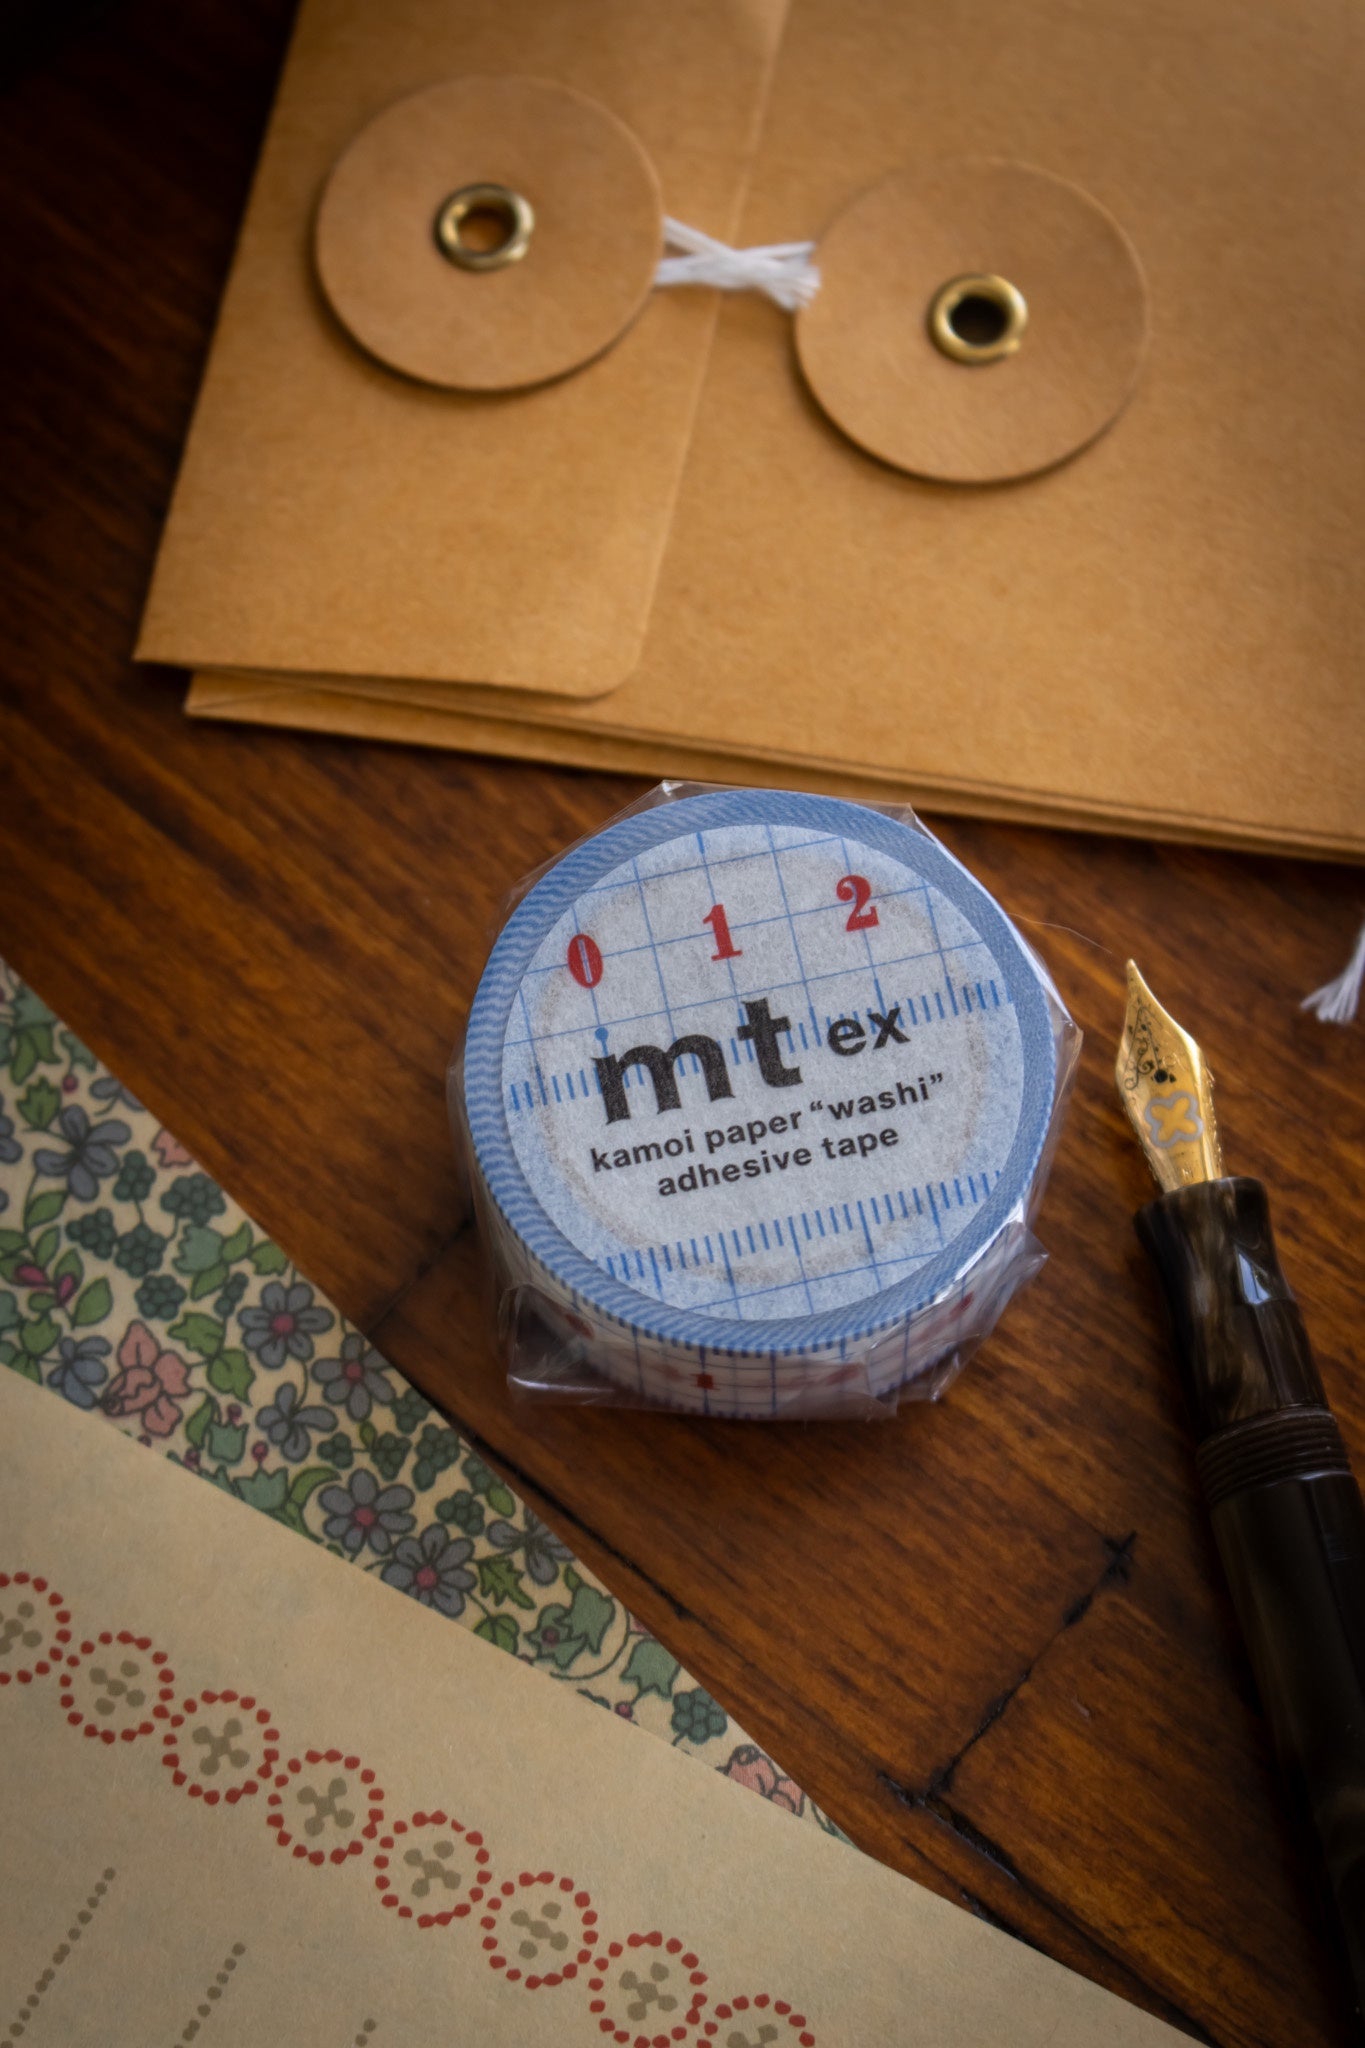 0 1 2
mt ex
kamoi paper “washi”
adhesive tape